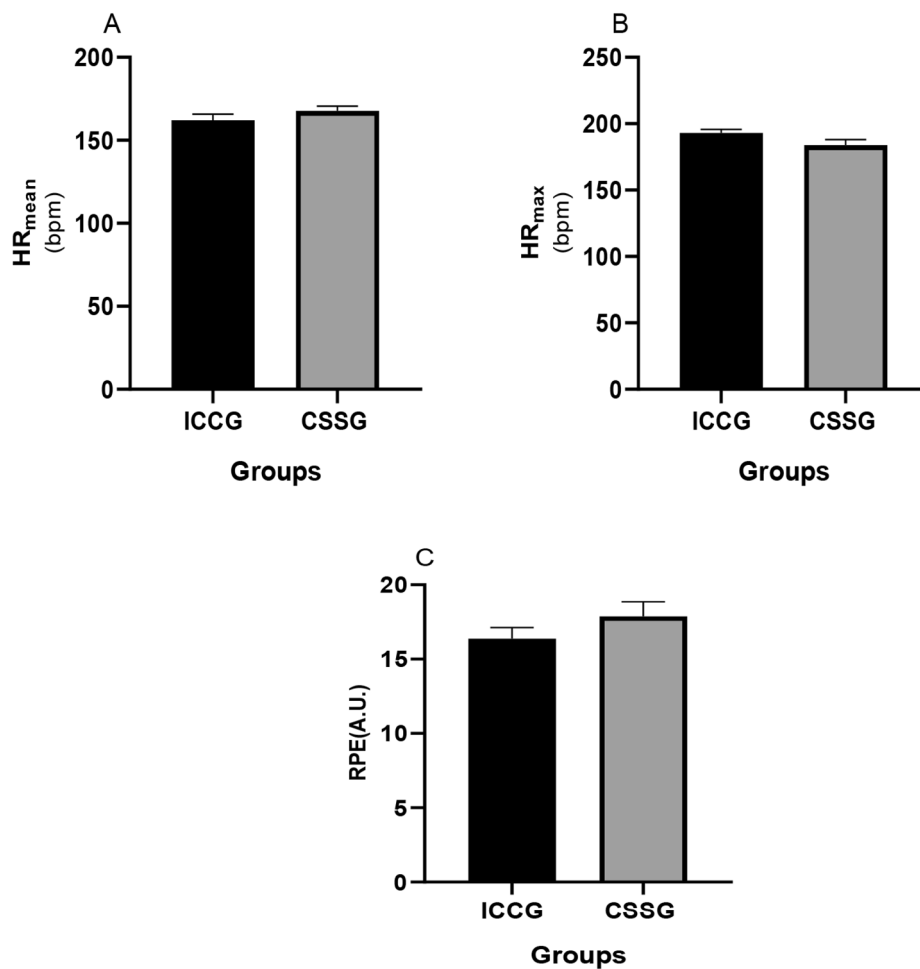 A
HRmean
(bpm)
200
150
100
50
0
ICCG CSSG
Groups
B
HRmax
(bpm)
250
200
150
100
50
0
ICCG CSSG
Groups
C
RPE(A.U.)
20
15
10
5
0
ICCG CSSG
Groups